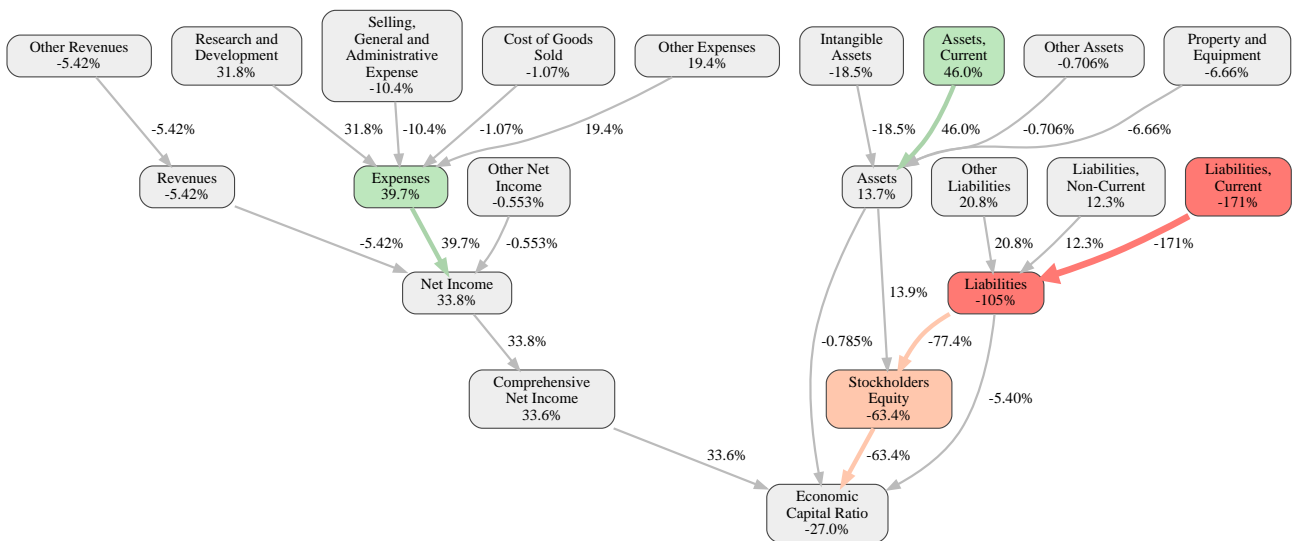 Other Revenues
-5.42%
Research and
Development
31.8%
Selling,
General and
Administrative
Expense
-10.4%
Cost of Goods
Sold
-1.07%
Other Expenses
19.4%
Intangible
Assets
-18.5%
Assets,
Current
46.0%
Other Assets
-0.706%
Property and
Equipment
-6.66%
-5.42%
31.8%
-10.4%
-1.07%
19.4%
-18.5%
46.0%
-0.706%
-6.66%
Revenues
-5.42%
Expenses
39.7%
Other Net
Income
-0.553%
Assets
13.7%
Other
Liabilities
20.8%
Liabilities,
Non-Current
12.3%
Liabilities,
Current
-171%
-5.42%
39.7%
-0.553%
20.8%
12.3%
-171%
Net Income
33.8%
13.9%
Liabilities
-105%
33.8%
-0.785%
-77.4%
Comprehensive
Net Income
33.6%
Stockholders
Equity
-63.4%
-5.40%
33.6%
-63.4%
Economic
Capital Ratio
-27.0%